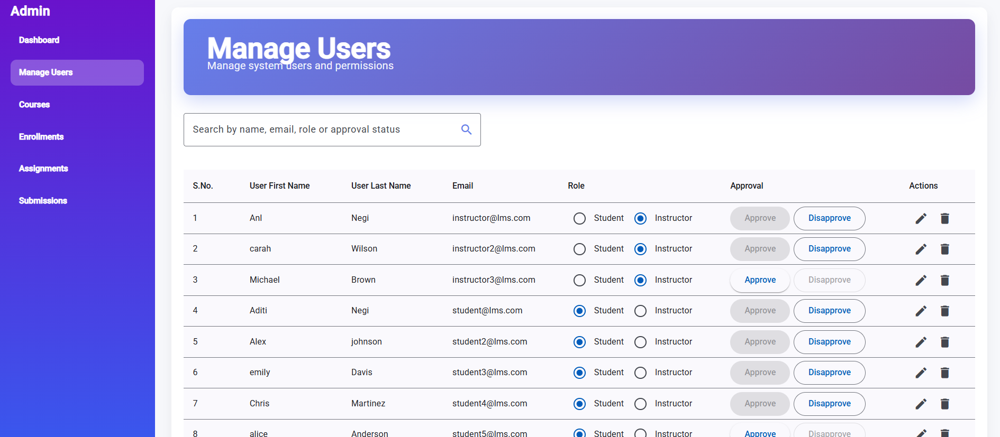 Admin
Dashboard
Manage Users
Courses
Enrollments
Assignments
Submissions
Manage Users
Manage system users and permissions
Search by name, email, role or approval status
S.No. User First Name User Last Name Email Role Approval Actions
1 Anl Negi instructor@lms.com Student Instructor Approve Disapprove
2 carah Wilson instructor2@lms.com Student Instructor Approve Disapprove
3 Michael Brown instructor3@lms.com Student Instructor Approve Disapprove
4 Aditi Negi student@lms.com Student Instructor Approve Disapprove
5 Alex johnson student2@lms.com Student Instructor Approve Disapprove
6 emily Davis student3@lms.com Student Instructor Approve Disapprove
7 Chris Martinez student4@lms.com Student Instructor Approve Disapprove
8 alice Anderson student5@lms.com Student Instructor Approve Disapprove